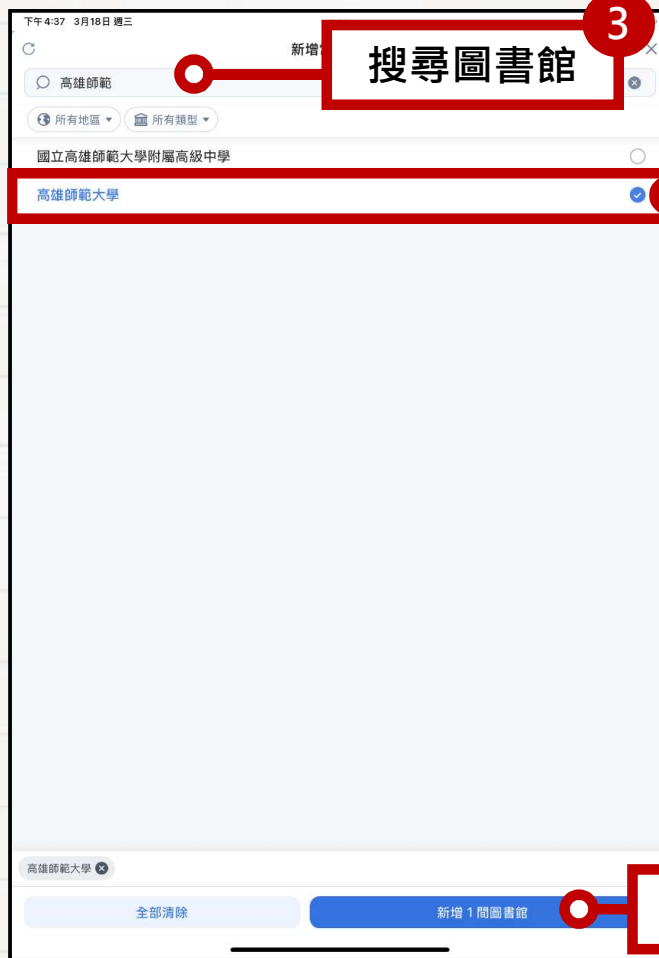 下午4:37 3月18日 週三
3
新增
搜尋圖書館
高雄師範
所有地區 所有類型
國立高雄師範大學附屬高級中學
高雄師範大學
高雄師範大學
全部清除
新增 1 間圖書館